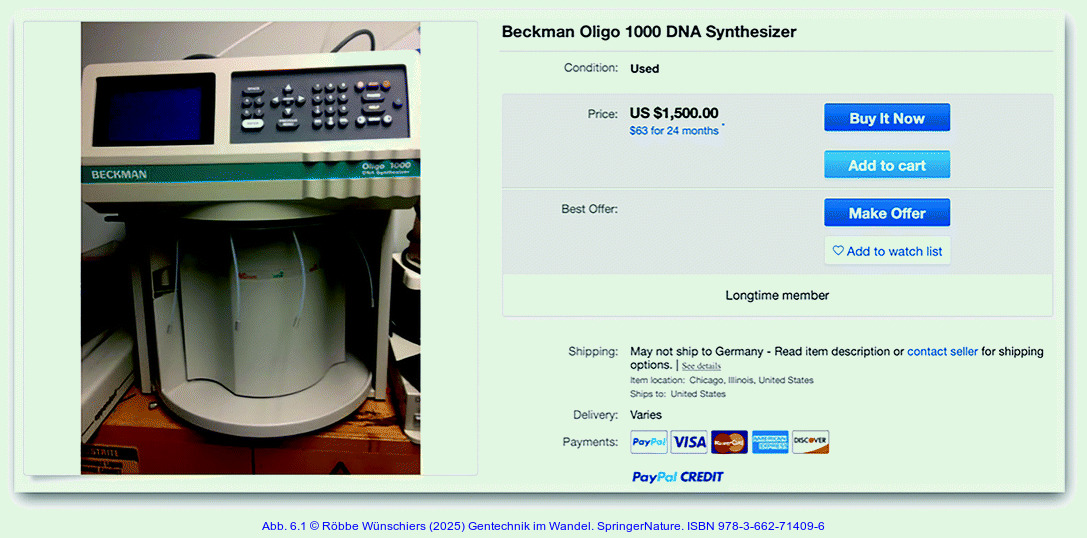 Beckman Oligo 1000 DNA Synthesizer
Condition: Used
Price: US $1,500.00
$63 for 24 months *
Buy It Now
Add to cart
Best Offer:
Make Offer
Add to watch list
Longtime member
Shipping: May not ship to Germany - Read item description or contact seller for shipping
options. | See details
Item location: Chicago, Illinois, United States
Ships to: United States
Delivery: Varies
Payments: PayPal VISA MasterCard AMERICAN EXPRESS DISCOVER
PayPal CREDIT
BECKMAN
Oligo 1000
DNA Synthesizer
STRITE
Abb. 6.1 © Röbbe Wünschiers (2025) Gentechnik im Wandel. SpringerNature. ISBN 978-3-662-71409-6